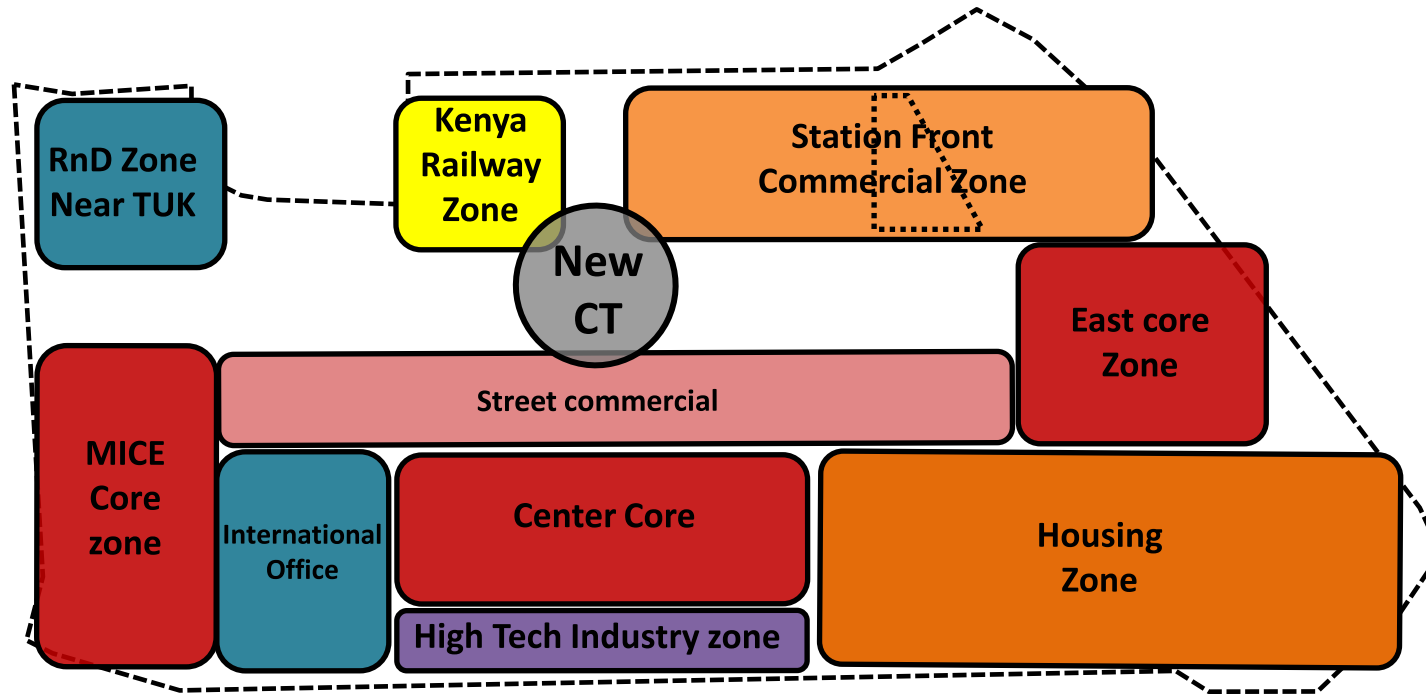 RnD Zone
Near TUK
Kenya
Railway
Zone
Station Front
Commercial Zone
New
CT
East core
Zone
Street commercial
MICE
Core
zone
International
Office
Center Core
High Tech Industry zone
Housing
Zone